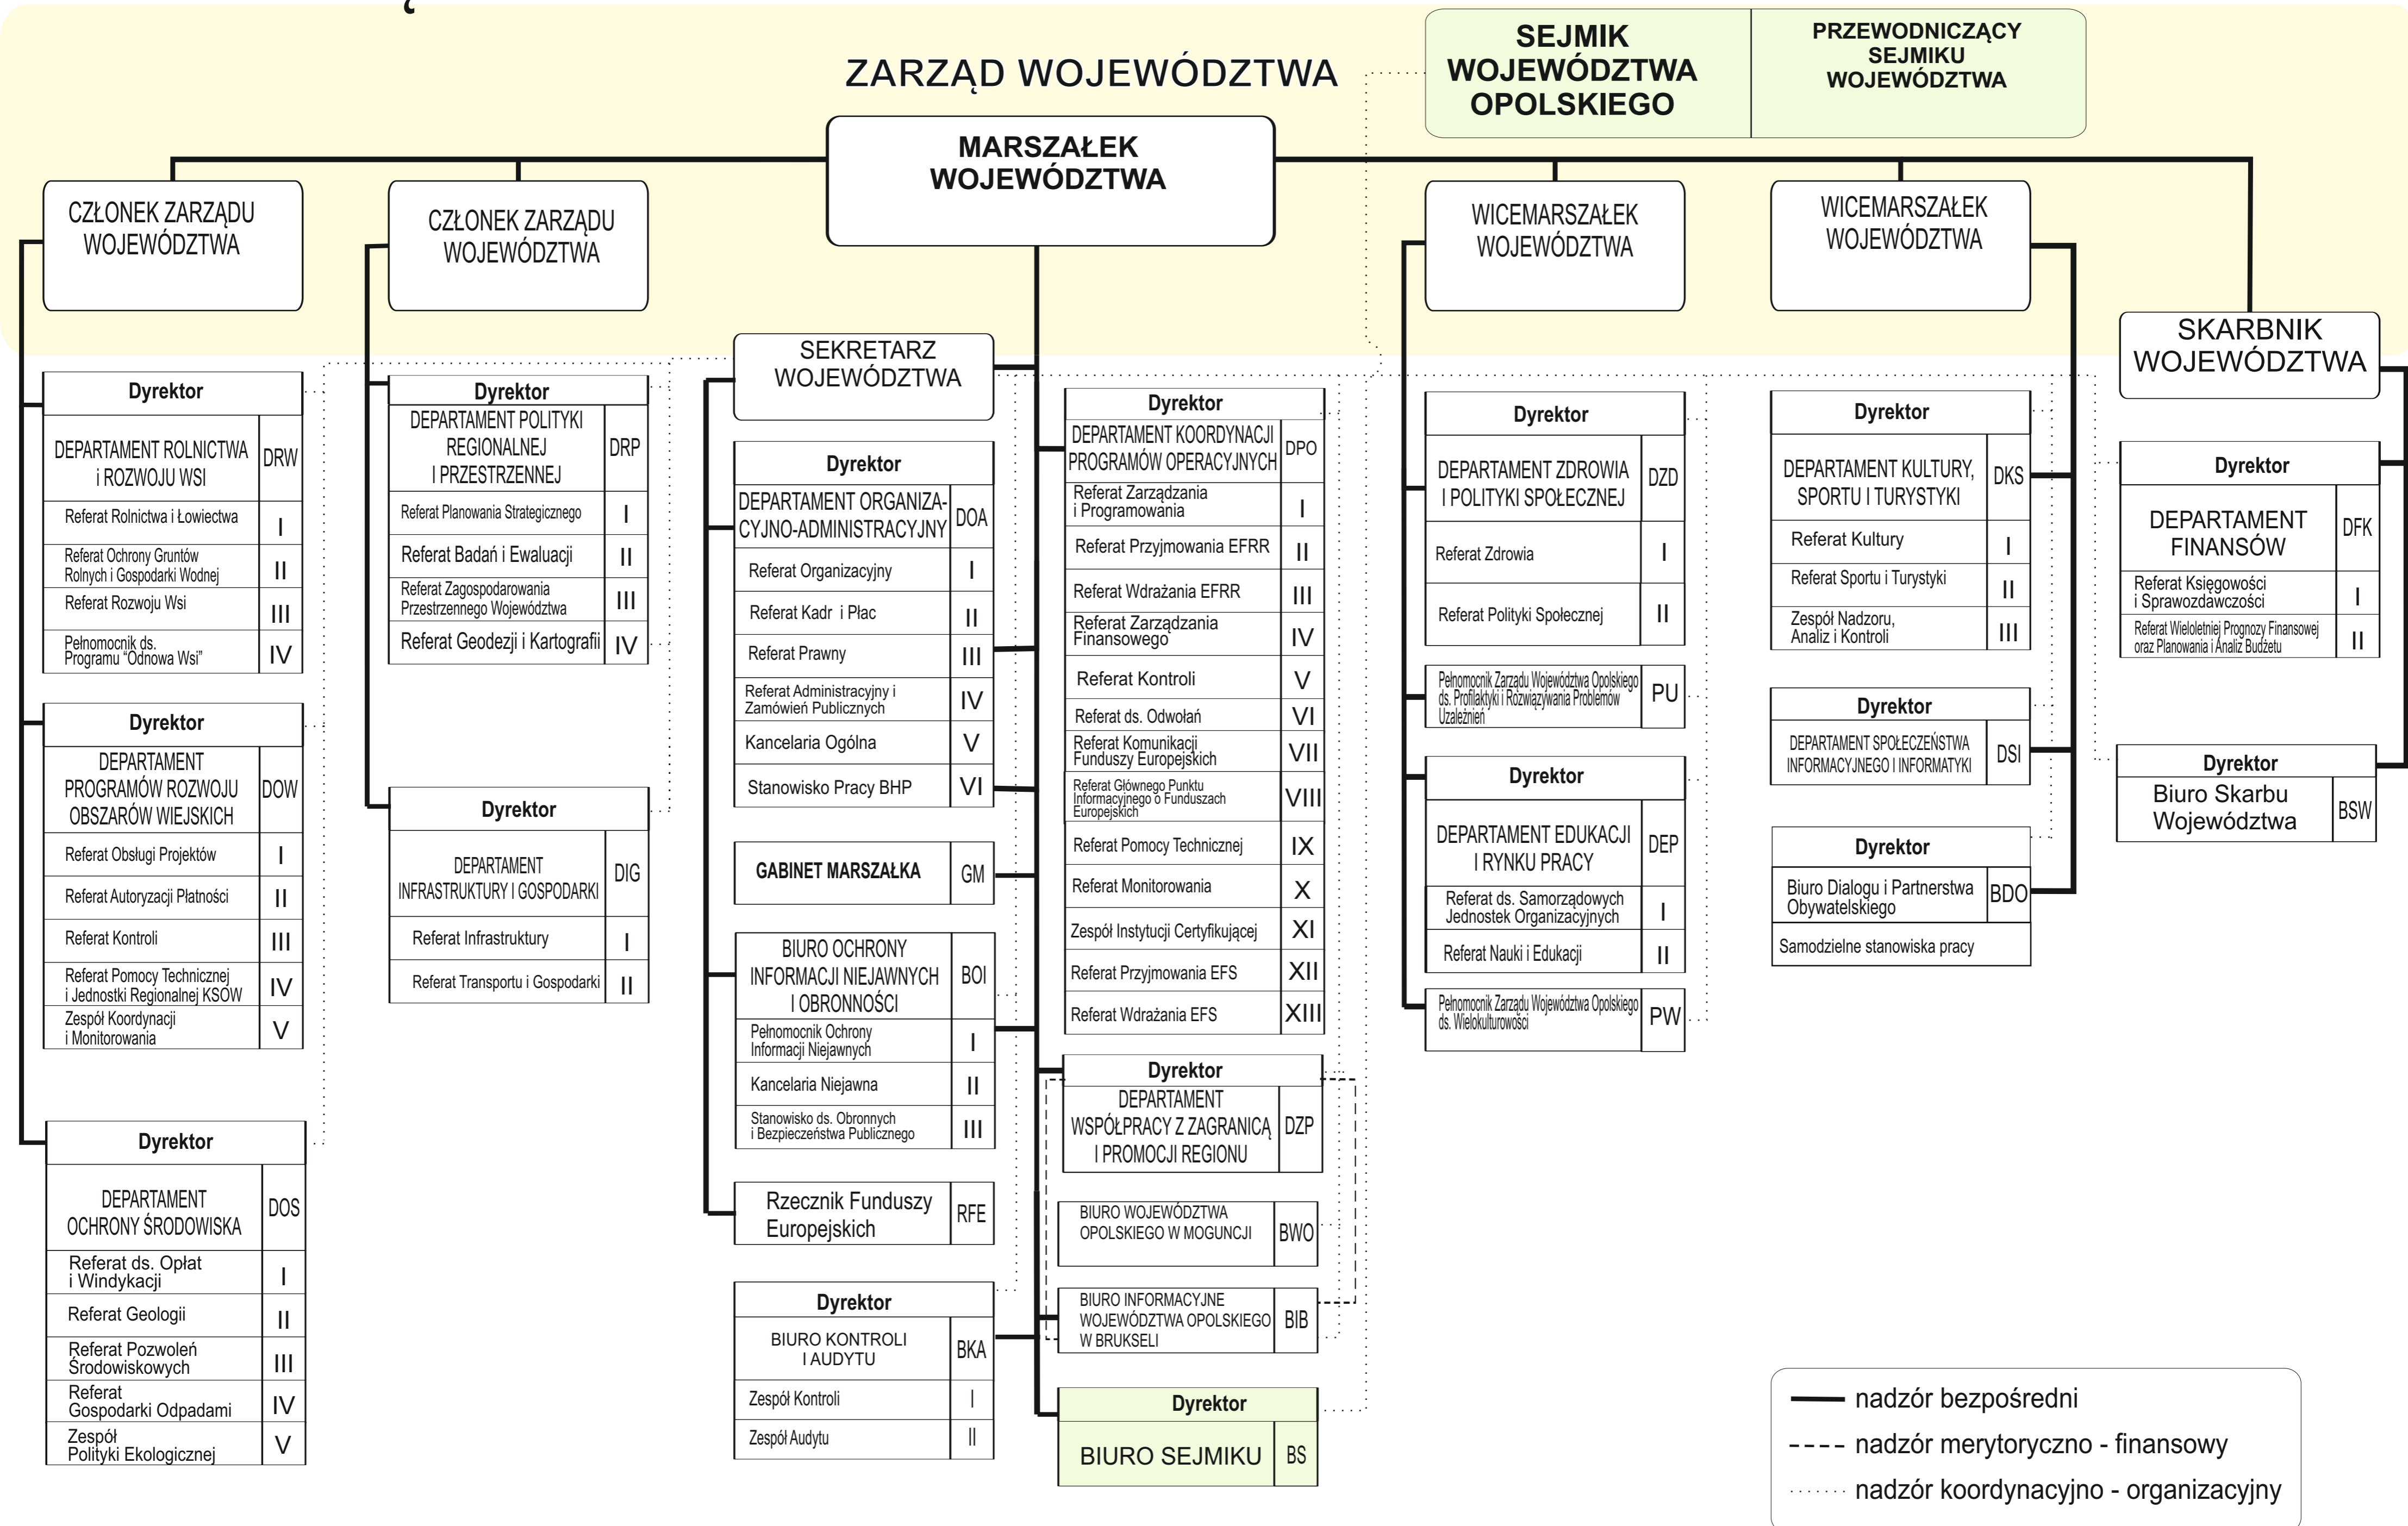 ZARZĄD WOJEWÓDZTWA
SEJMIK
WOJEWÓDZTWA
OPOLSKIEGO
PRZEWODNICZĄCY
SEJMIKU
WOJEWÓDZTWA
MARSZAŁEK
WOJEWÓDZTWA
CZŁONEK ZARZĄDU
WOJEWÓDZTWA
CZŁONEK ZARZĄDU
WOJEWÓDZTWA
WICEMARSZAŁEK
WOJEWÓDZTWA
WICEMARSZAŁEK
WOJEWÓDZTWA
SEKRETARZ
WOJEWÓDZTWA
SKARBNIK
WOJEWÓDZTWA
Dyrektor
DEPARTAMENT ROLNICTWA
i ROZWOJU WSI
DRW
Referat Rolnictwa i Łowiectwa
I
Referat Ochrony Gruntów
Rolnych i Gospodarki Wodnej
II
Referat Rozwoju Wsi
III
Pełnomocnik ds.
Programu “Odnowa Wsi”
IV
Dyrektor
DEPARTAMENT
PROGRAMÓW ROZWOJU
OBSZARÓW WIEJSKICH
DOW
Referat Obsługi Projektów
I
Referat Autoryzacji Płatności
II
Referat Kontroli
III
Referat Pomocy Technicznej
i Jednostki Regionalnej KSOW
IV
Zespół Koordynacji
i Monitorowania
V
Dyrektor
DEPARTAMENT
OCHRONY ŚRODOWISKA
DOS
Referat ds. Opłat
i Windykacji
I
Referat Geologii
II
Referat Pozwoleń
Środowiskowych
III
Referat
Gospodarki Odpadami
IV
Zespół
Polityki Ekologicznej
V
Dyrektor
DEPARTAMENT POLITYKI
REGIONALNEJ
I PRZESTRZENNEJ
DRP
Referat Planowania Strategicznego
I
Referat Badań i Ewaluacji
II
Referat Zagospodarowania
Przestrzennego Województwa
III
Referat Geodezji i Kartografii
IV
Dyrektor
DEPARTAMENT
INFRASTRUKTURY I GOSPODARKI
DIG
Referat Infrastruktury
I
Referat Transportu i Gospodarki
II
Dyrektor
DEPARTAMENT ORGANIZA-
CYJNO-ADMINISTRACYJNY
DOA
Referat Organizacyjny
I
Referat Kadr i Płac
II
Referat Prawny
III
Referat Administracyjny i
Zamówień Publicznych
IV
Kancelaria Ogólna
V
Stanowisko Pracy BHP
VI
GABINET MARSZAŁKA
GM
BIURO OCHRONY
INFORMACJI NIEJAWNYCH
I OBRONNOŚCI
BOI
Pełnomocnik Ochrony
Informacji Niejawnych
I
Kancelaria Niejawna
II
Stanowisko ds. Obronnych
i Bezpieczeństwa Publicznego
III
Rzecznik Funduszy
Europejskich
RFE
Dyrektor
BIURO KONTROLI
I AUDYTU
BKA
Zespół Kontroli
I
Zespół Audytu
II
Dyrektor
DEPARTAMENT KOORDYNACJI
PROGRAMÓW OPERACYJNYCH
DPO
Referat Zarządzania
i Programowania
I
Referat Przyjmowania EFRR
II
Referat Wdrażania EFRR
III
Referat Zarządzania
Finansowego
IV
Referat Kontroli
V
Referat ds. Odwołań
VI
Referat Komunikacji
Funduszy Europejskich
VII
Referat Głównego Punktu
Informacyjnego o Funduszach
Europejskich
VIII
Referat Pomocy Technicznej
IX
Referat Monitorowania
X
Zespół Instytucji Certyfikującej
XI
Referat Przyjmowania EFS
XII
Referat Wdrażania EFS
XIII
Dyrektor
DEPARTAMENT
WSPÓŁPRACY Z ZAGRANICĄ
I PROMOCJI REGIONU
DZP
BIURO WOJEWÓDZTWA
OPOLSKIEGO W MOGUNCJI
BWO
BIURO INFORMACYJNE
WOJEWÓDZTWA OPOLSKIEGO
W BRUKSELI
BIB
Dyrektor
BIURO SEJMIKU
BS
Dyrektor
DEPARTAMENT ZDROWIA
I POLITYKI SPOŁECZNEJ
DZD
Referat Zdrowia
I
Referat Polityki Społecznej
II
Pełnomocnik Zarządu Województwa Opolskiego
ds. Profilaktyki i Rozwiązywania Problemów
Uzależnień
PU
Dyrektor
DEPARTAMENT EDUKACJI
I RYNKU PRACY
DEP
Referat ds. Samorządowych
Jednostek Organizacyjnych
I
Referat Nauki i Edukacji
II
Pełnomocnik Zarządu Województwa Opolskiego
ds. Wielokulturowości
PW
Dyrektor
DEPARTAMENT KULTURY,
SPORTU I TURYSTYKI
DKS
Referat Kultury
I
Referat Sportu i Turystyki
II
Zespół Nadzoru,
Analiz i Kontroli
III
Dyrektor
DEPARTAMENT SPOŁECZEŃSTWA
INFORMACYJNEGO I INFORMATYKI
DSI
Dyrektor
Biuro Dialogu i Partnerstwa
Obywatelskiego
BDO
Samodzielne stanowiska pracy
Dyrektor
DEPARTAMENT
FINANSÓW
DFK
Referat Księgowości
i Sprawozdawczości
I
Referat Wieloletniej Prognozy Finansowej
oraz Planowania i Analiz Budżetu
II
Dyrektor
Biuro Skarbu
Województwa
BSW
nadzór bezpośredni
nadzór merytoryczno - finansowy
nadzór koordynacyjno - organizacyjny